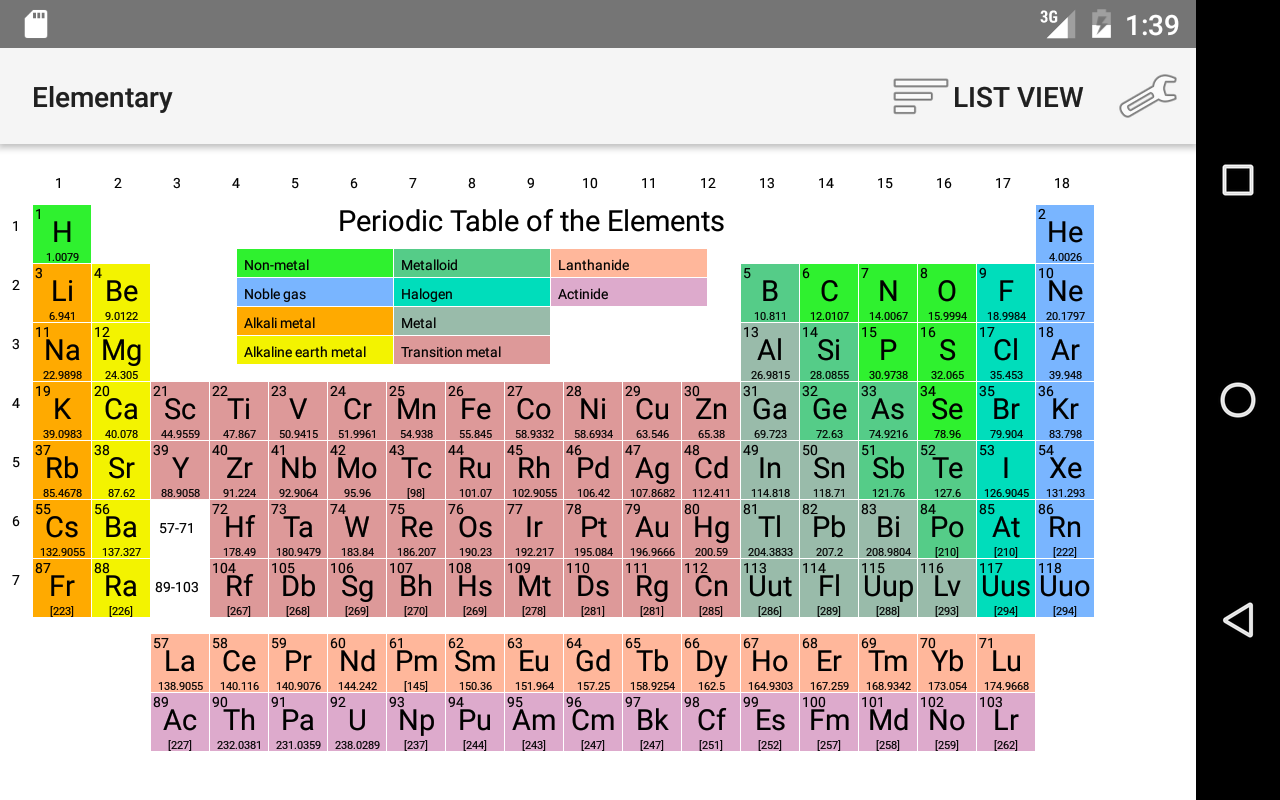 3G 1:39
Elementary LIST VIEW
1 2 3 4 5 6 7 8 9 10 11 12 13 14 15 16 17 18
Periodic Table of the Elements
Non-metal Metalloid Lanthanide
Noble gas Halogen Actinide
Alkali metal Metal
Alkaline earth metal Transition metal
1
1 2
H He
1.0079 4.0026
2
3 4 5 6 7 8 9 10
Li Be B C N O F Ne
6.941 9.0122 10.811 12.0107 14.0067 15.9994 18.9984 20.1797
3
11 12 13 14 15 16 17 18
Na Mg Al Si P S Cl Ar
22.9898 24.305 26.9815 28.0855 30.9738 32.065 35.453 39.948
4
19 20 21 22 23 24 25 26 27 28 29 30 31 32 33 34 35 36
K Ca Sc Ti V Cr Mn Fe Co Ni Cu Zn Ga Ge As Se Br Kr
39.0983 40.078 44.9559 47.867 50.9415 51.9961 54.938 55.845 58.9332 58.6934 63.546 65.38 69.723 72.63 74.9216 78.96 79.904 83.798
5
37 38 39 40 41 42 43 44 45 46 47 48 49 50 51 52 53 54
Rb Sr Y Zr Nb Mo Tc Ru Rh Pd Ag Cd In Sn Sb Te I Xe
85.4678 87.62 88.9058 91.224 92.9064 95.96 [98] 101.07 102.9055 106.42 107.8682 112.411 114.818 118.71 121.76 127.6 126.9045 131.293
6
55 56 72 73 74 75 76 77 78 79 80 81 82 83 84 85 86
Cs Ba 57-71 Hf Ta W Re Os Ir Pt Au Hg Tl Pb Bi Po At Rn
132.9055 137.327 178.49 180.9479 183.84 186.207 190.23 192.217 195.084 196.9666 200.59 204.3833 207.2 208.9804 [210] [210] [222]
7
87 88 104 105 106 107 108 109 110 111 112 113 114 115 116 117 118
Fr Ra 89-103 Rf Db Sg Bh Hs Mt Ds Rg Cn Uut Fl Uup Lv Uus Uuo
[223] [226] [267] [268] [269] [270] [269] [278] [281] [281] [285] [286] [289] [288] [293] [294] [294]
57 58 59 60 61 62 63 64 65 66 67 68 69 70 71
La Ce Pr Nd Pm Sm Eu Gd Tb Dy Ho Er Tm Yb Lu
138.9055 140.116 140.9076 144.242 [145] 150.36 151.964 157.25 158.9254 162.5 164.9303 167.259 168.9342 173.054 174.9668
89 90 91 92 93 94 95 96 97 98 99 100 101 102 103
Ac Th Pa U Np Pu Am Cm Bk Cf Es Fm Md No Lr
[227] 232.0381 231.0359 238.0289 [237] [244] [243] [247] [247] [251] [252] [257] [258] [259] [262]